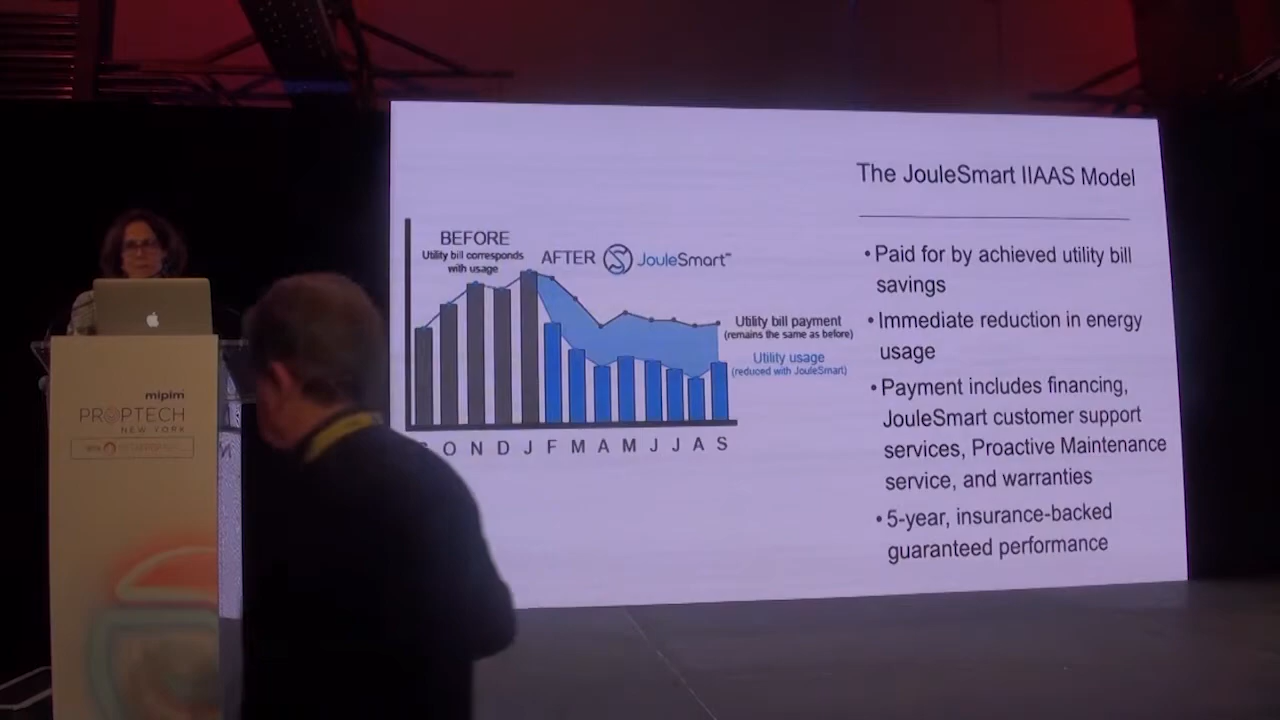 The JouleSmart IIAAS Model
BEFORE
Utility bill corresponds
with usage
AFTER JouleSmart™
Utility bill payment
(remains the same as before)
Utility usage
(reduced with JouleSmart)
O N D J F M A M J J A S
• Paid for by achieved utility bill
savings
• Immediate reduction in energy
usage
• Payment includes financing,
JouleSmart customer support
services, Proactive Maintenance
service, and warranties
• 5-year, insurance-backed
guaranteed performance
mipim
PROPTECH
NEW YORK